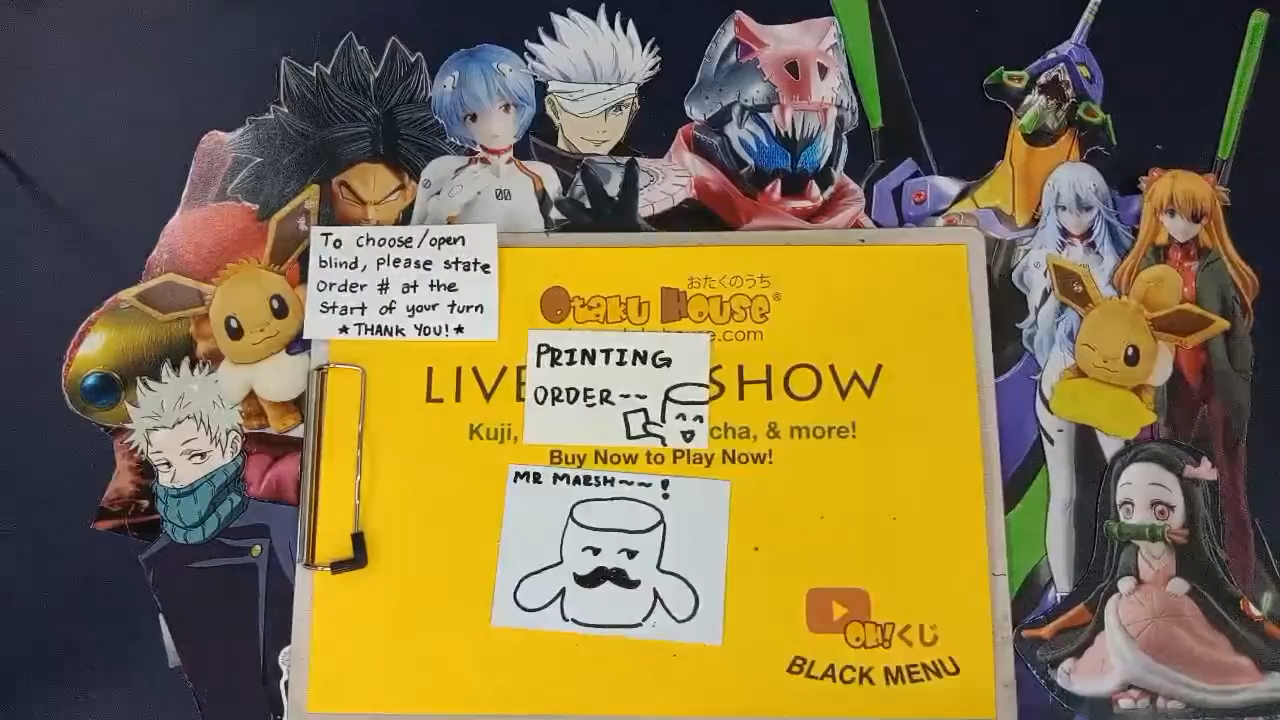 00
To choose/open
blind, please state
Order # at the
Start of your turn
★THANK YOU!★
おたくのうち
Otaku House®
e.com
PRINTING
ORDER~~
LIVE SHOW
Kuji, cha, & more!
Buy Now to Play Now!
MR MARSH~~!
Oh!くじ
BLACK MENU